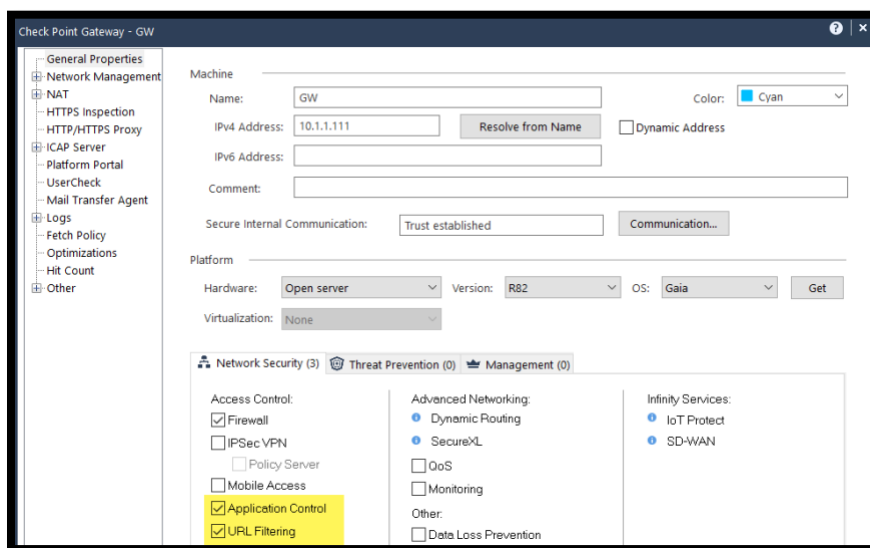 Check Point Gateway - GW
General Properties
Network Management
NAT
HTTPS Inspection
HTTP/HTTPS Proxy
ICAP Server
Platform Portal
UserCheck
Mail Transfer Agent
Logs
Fetch Policy
Optimizations
Hit Count
Other
Machine
Name: GW Color: Cyan
IPv4 Address: 10.1.1.111 Resolve from Name Dynamic Address
IPv6 Address:
Comment:
Secure Internal Communication: Trust established Communication...
Platform
Hardware: Open server Version: R82 OS: Gaia Get
Virtualization: None
Network Security (3) Threat Prevention (0) Management (0)
Access Control:
Firewall
IPSec VPN
Policy Server
Mobile Access
Application Control
URL Filtering
Advanced Networking:
Dynamic Routing
SecureXL
QoS
Monitoring
Other:
Data Loss Prevention
Infinity Services:
IoT Protect
SD-WAN